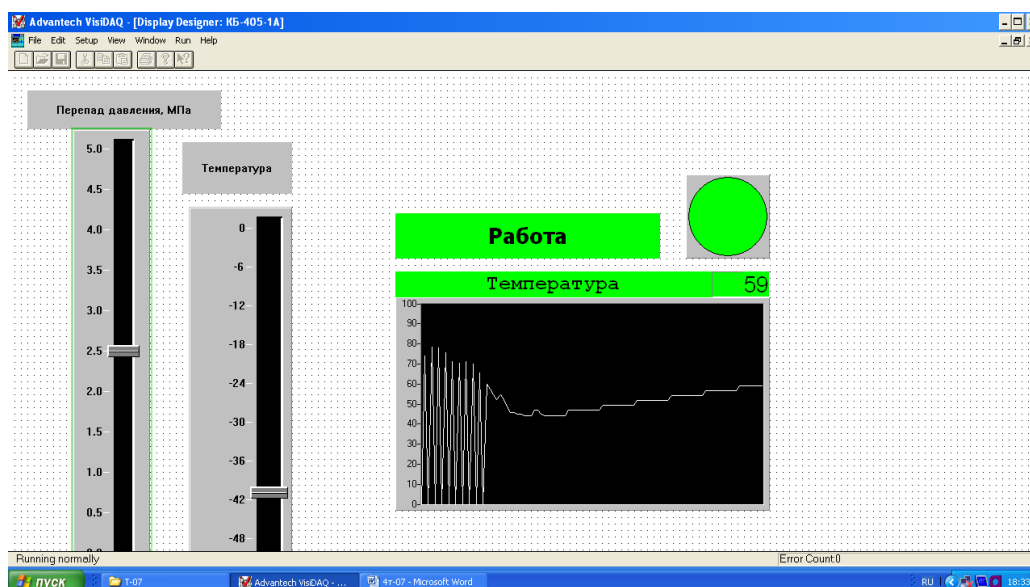 Advantech VisiDAQ - [Display Designer: КБ-405-1А]
File Edit Setup View Window Run Help
Перепад давления, МПа
5.0
4.5
4.0
3.5
3.0
2.5
2.0
1.5
1.0
0.5
Температура
0
-6
-12
-18
-24
-30
-36
-42
-48
Работа
Температура 59
100
90
80
70
60
50
40
30
20
10
0
Running normally
Error Count:0
пуск
Т-07
Advantech VisiDAQ - ...
4т-07 - Microsoft Word
RU
18:33